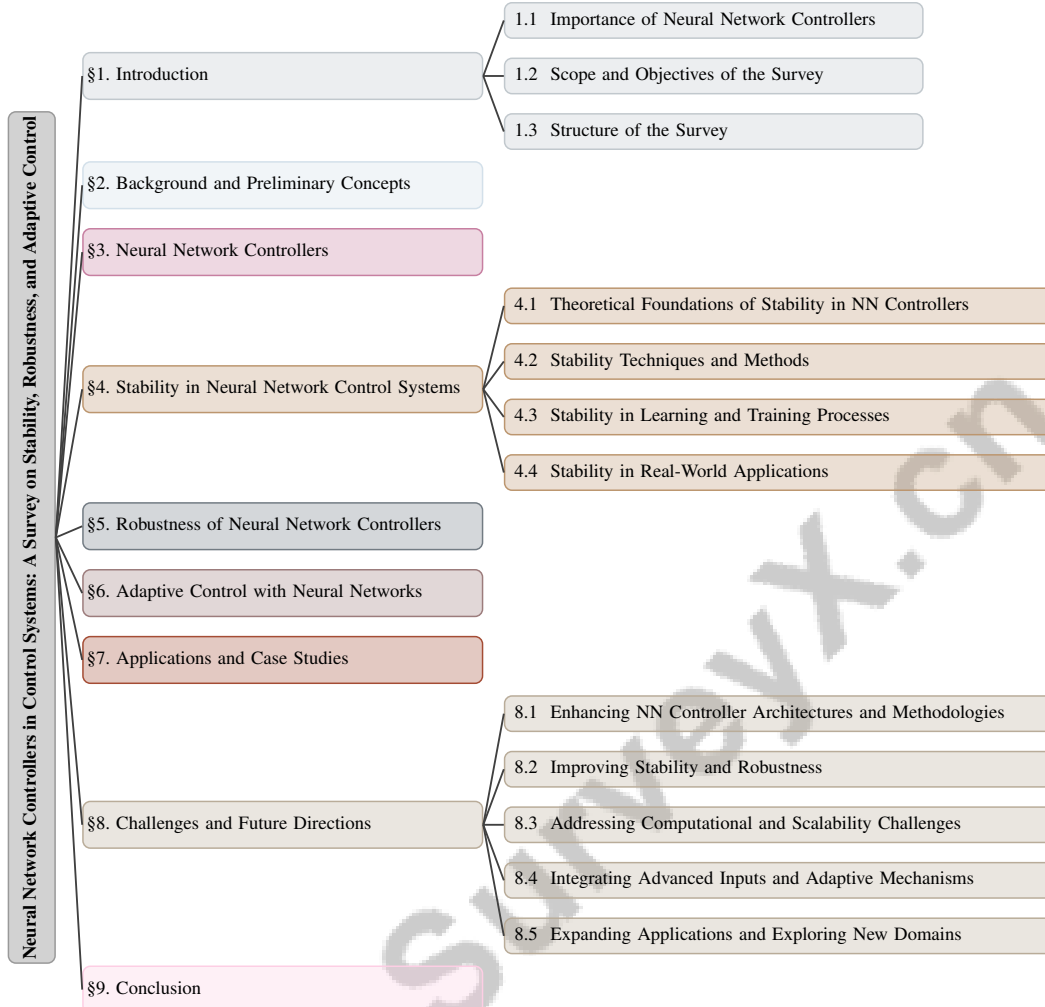 Neural Network Controllers in Control Systems: A Survey on Stability, Robustness, and Adaptive Control
§1. Introduction
1.1 Importance of Neural Network Controllers
1.2 Scope and Objectives of the Survey
1.3 Structure of the Survey
§2. Background and Preliminary Concepts
§3. Neural Network Controllers
§4. Stability in Neural Network Control Systems
4.1 Theoretical Foundations of Stability in NN Controllers
4.2 Stability Techniques and Methods
4.3 Stability in Learning and Training Processes
4.4 Stability in Real-World Applications
§5. Robustness of Neural Network Controllers
§6. Adaptive Control with Neural Networks
§7. Applications and Case Studies
§8. Challenges and Future Directions
8.1 Enhancing NN Controller Architectures and Methodologies
8.2 Improving Stability and Robustness
8.3 Addressing Computational and Scalability Challenges
8.4 Integrating Advanced Inputs and Adaptive Mechanisms
8.5 Expanding Applications and Exploring New Domains
§9. Conclusion
SurveyX.cn